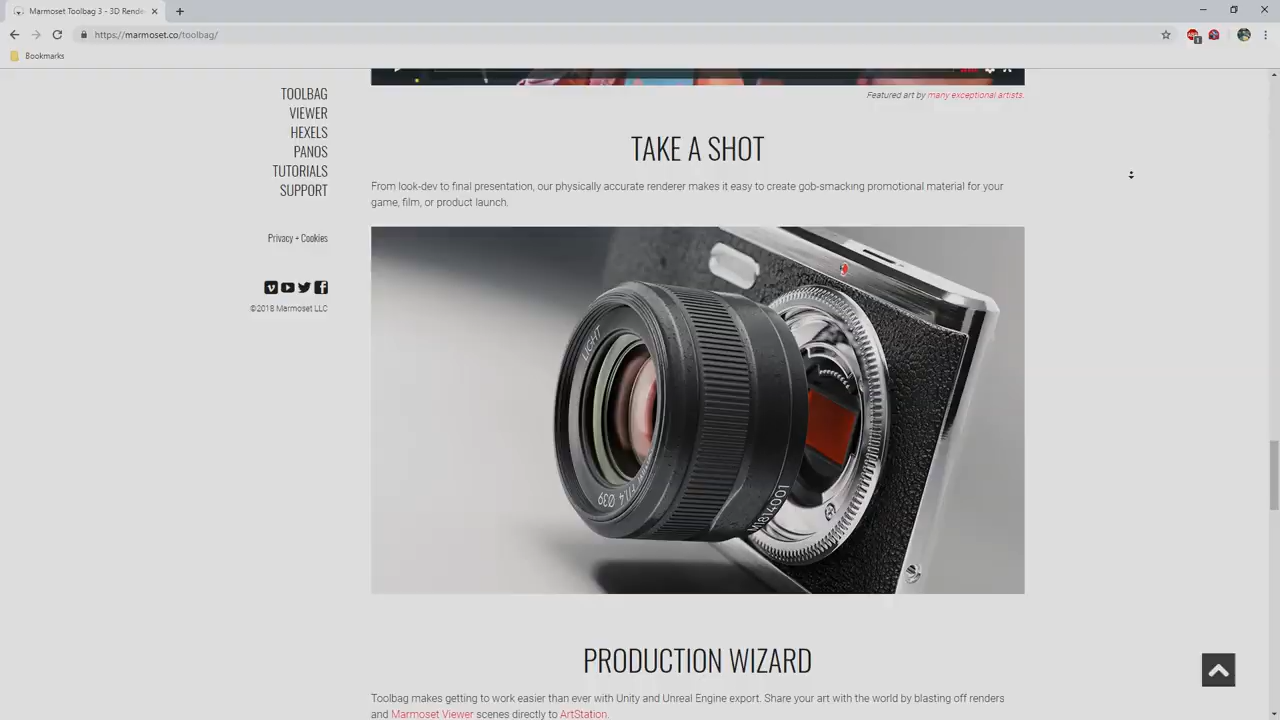 Marmoset Toolbag 3 - 3D Rende
https://marmoset.co/toolbag/
Bookmarks
TOOLBAG
VIEWER
HEXELS
PANOS
TUTORIALS
SUPPORT
Privacy + Cookies
©2018 Marmoset LLC
Featured art by many exceptional artists.
TAKE A SHOT
From look-dev to final presentation, our physically accurate renderer makes it easy to create gob-smacking promotional material for your
game, film, or product launch.
LIGHT
1.4 Ø39
M814001
PRODUCTION WIZARD
Toolbag makes getting to work easier than ever with Unity and Unreal Engine export. Share your art with the world by blasting off renders
and Marmoset Viewer scenes directly to ArtStation.